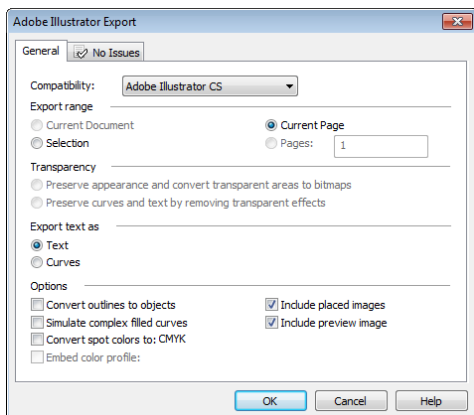 Adobe Illustrator Export
General No Issues
Compatibility: Adobe Illustrator CS
Export range
Current Document Current Page
Selection Pages: 1
Transparency
Preserve appearance and convert transparent areas to bitmaps
Preserve curves and text by removing transparent effects
Export text as
Text
Curves
Options
Convert outlines to objects Include placed images
Simulate complex filled curves Include preview image
Convert spot colors to: CMYK
Embed color profile:
OK Cancel Help